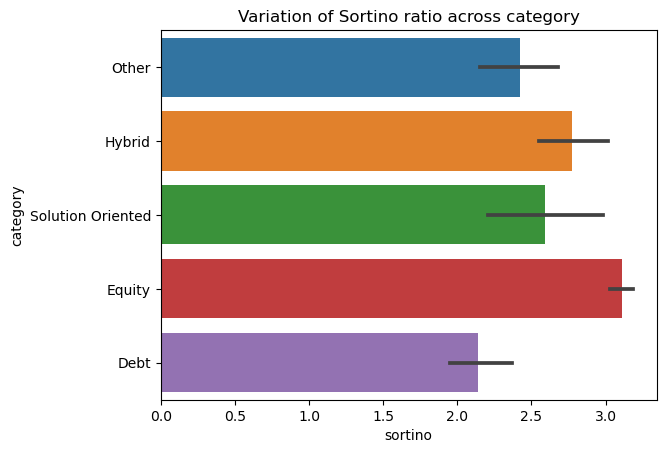 Variation of Sortino ratio across category
category
Other
Hybrid
Solution Oriented
Equity
Debt
0.0 0.5 1.0 1.5 2.0 2.5 3.0
sortino